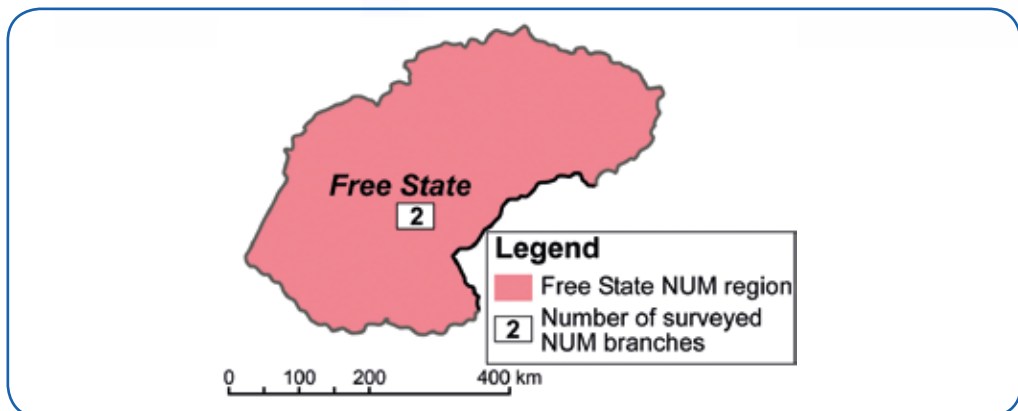 Free State
2
Legend
Free State NUM region
2 Number of surveyed
NUM branches
0 100 200 400 km